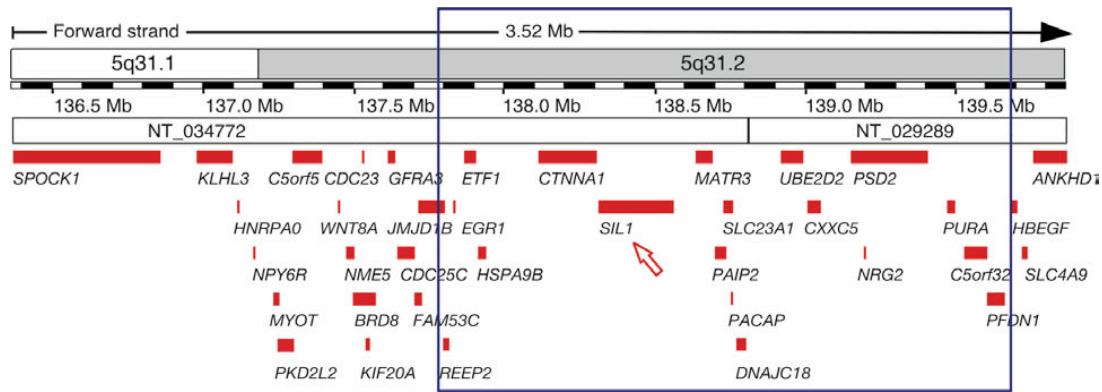 Forward strand 3.52 Mb
5q31.1 5q31.2
136.5 Mb 137.0 Mb 137.5 Mb 138.0 Mb 138.5 Mb 139.0 Mb 139.5 Mb
NT_034772 NT_029289
SPOCK1 KLHL3 C5orf5 CDC23 GFRA3 ETF1 CTNNA1 MATR3 UBE2D2 PSD2 ANKHD1
HNRPA0 WNT8A JMJD1B EGR1 SIL1 SLC23A1 CXXC5 PURA HBEGF
NPY6R NME5 CDC25C HSPA9B PAIP2 NRG2 C5orf32 SLC4A9
MYOT BRD8 FAM53C PACAP PFDN1
PKD2L2 KIF20A REEP2 DNAJC18